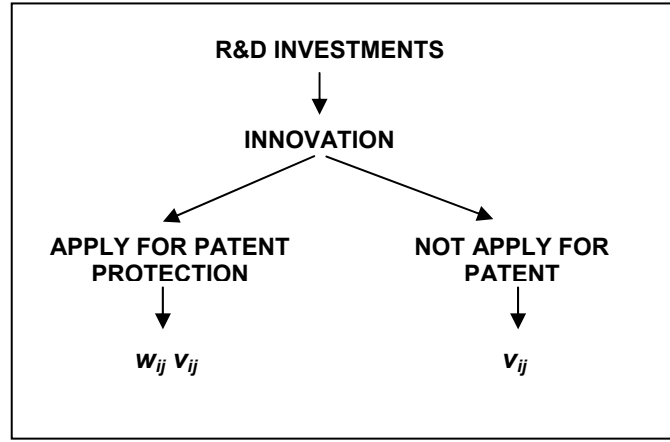 R&D INVESTMENTS
INNOVATION
APPLY FOR PATENT
PROTECTION
NOT APPLY FOR
PATENT
wij vij
vij